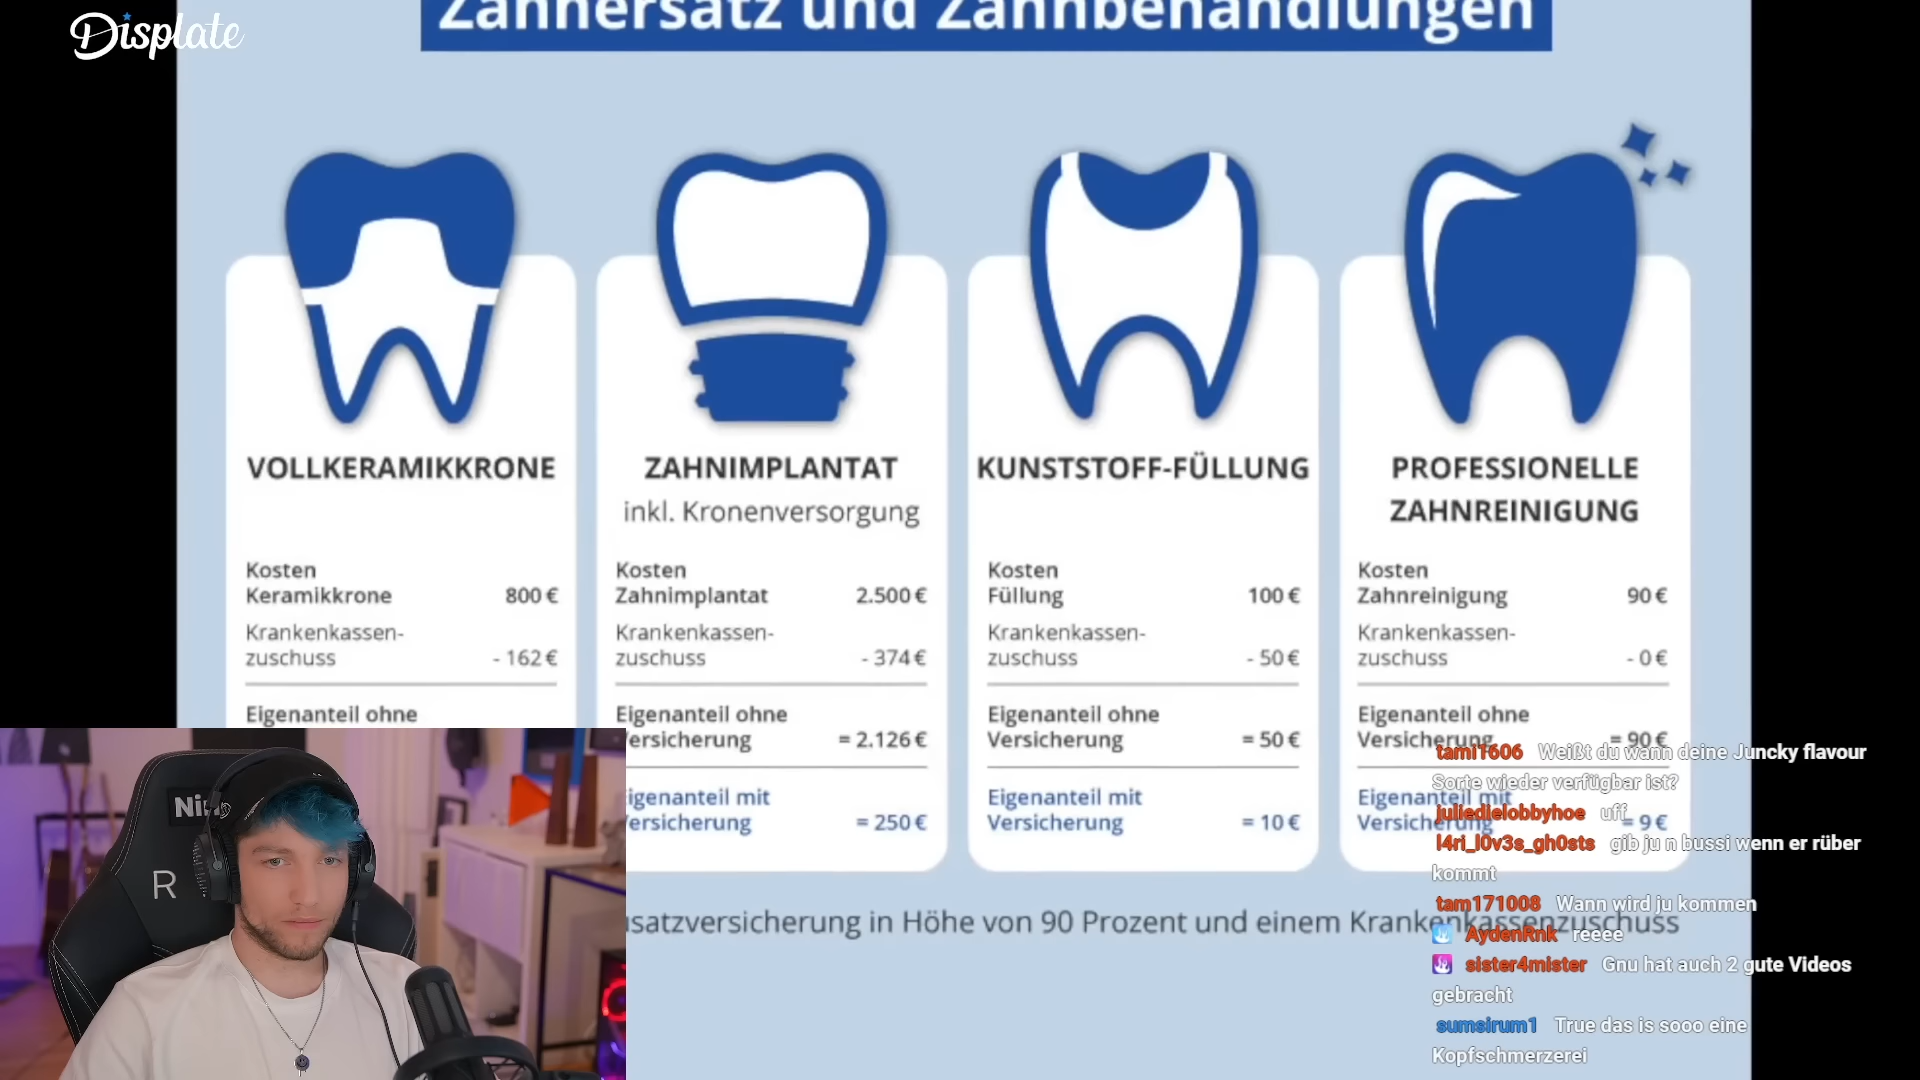 Displate
Zahnersatz und Zahnbehandlungen
VOLLKERAMIKKRONE
Kosten
Keramikkrone 800 €
Krankenkassen-
zuschuss - 162 €
Eigenanteil ohne
ZAHNIMPLANTAT
inkl. Kronenversorgung
Kosten
Zahnimplantat 2.500 €
Krankenkassen-
zuschuss - 374 €
Eigenanteil ohne
ersicherung = 2.126 €
igenanteil mit
ersicherung = 250 €
KUNSTSTOFF-FÜLLUNG
Kosten
Füllung 100 €
Krankenkassen-
zuschuss - 50 €
Eigenanteil ohne
Versicherung = 50 €
Eigenanteil mit
Versicherung = 10 €
PROFESSIONELLE
ZAHNREINIGUNG
Kosten
Zahnreinigung 90 €
Krankenkassen-
zuschuss - 0 €
Eigenanteil ohne
Versicherung = 90 €
Eigenanteil mit
Versicherung = 9 €
usatzversicherung in Höhe von 90 Prozent und einem Krankenkassenzuschuss
R
tami1606 Weißt du wann deine Juncky flavour
Sorte wieder verfügbar ist?
juliedielobbyhoe uff
l4ri_l0v3s_gh0sts gib ju n bussi wenn er rüber
kommt
tam171008 Wann wird ju kommen
AydenRnk reeee
sister4mister Gnu hat auch 2 gute Videos
gebracht
sumsirum1 True das is sooo eine
Kopfschmerzerei